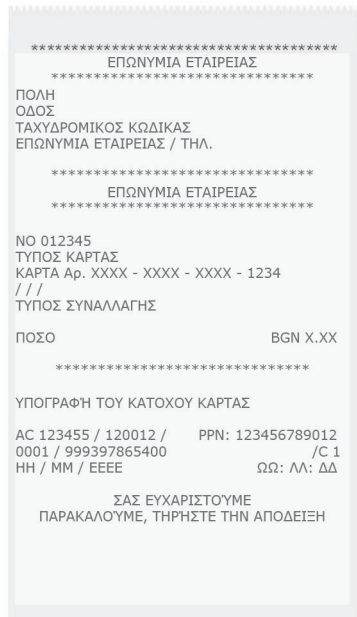 **************************************
ΕΠΩΝΥΜΙΑ ΕΤΑΙΡΕΙΑΣ
********************************
ΠΟΛΗ
ΟΔΟΣ
ΤΑΧΥΔΡΟΜΙΚΟΣ ΚΩΔΙΚΑΣ
ΕΠΩΝΥΜΙΑ ΕΤΑΙΡΕΙΑΣ / ΤΗΛ.
********************************
ΕΠΩΝΥΜΙΑ ΕΤΑΙΡΕΙΑΣ
********************************
NO 012345
ΤΥΠΟΣ ΚΑΡΤΑΣ
ΚΑΡΤΑ Αρ. XXXX - XXXX - XXXX - 1234
/ / /
ΤΥΠΟΣ ΣΥΝΑΛΛΑΓΗΣ
ΠΟΣΟ BGN X.XX
*******************************
ΥΠΟΓΡΑΦΉ ΤΟΥ ΚΑΤΟΧΟΥ ΚΑΡΤΑΣ
AC 123455 / 120012 / PPN: 123456789012
0001 / 999397865400 /C 1
ΗΗ / ΜΜ / ΕΕΕΕ ΩΩ: ΛΛ: ΔΔ
ΣΑΣ ΕΥΧΑΡΙΣΤΟΎΜΕ
ΠΑΡΑΚΑΛΟΎΜΕ, ΤΗΡΉΣΤΕ ΤΗΝ ΑΠΟΔΕΙΞΗ